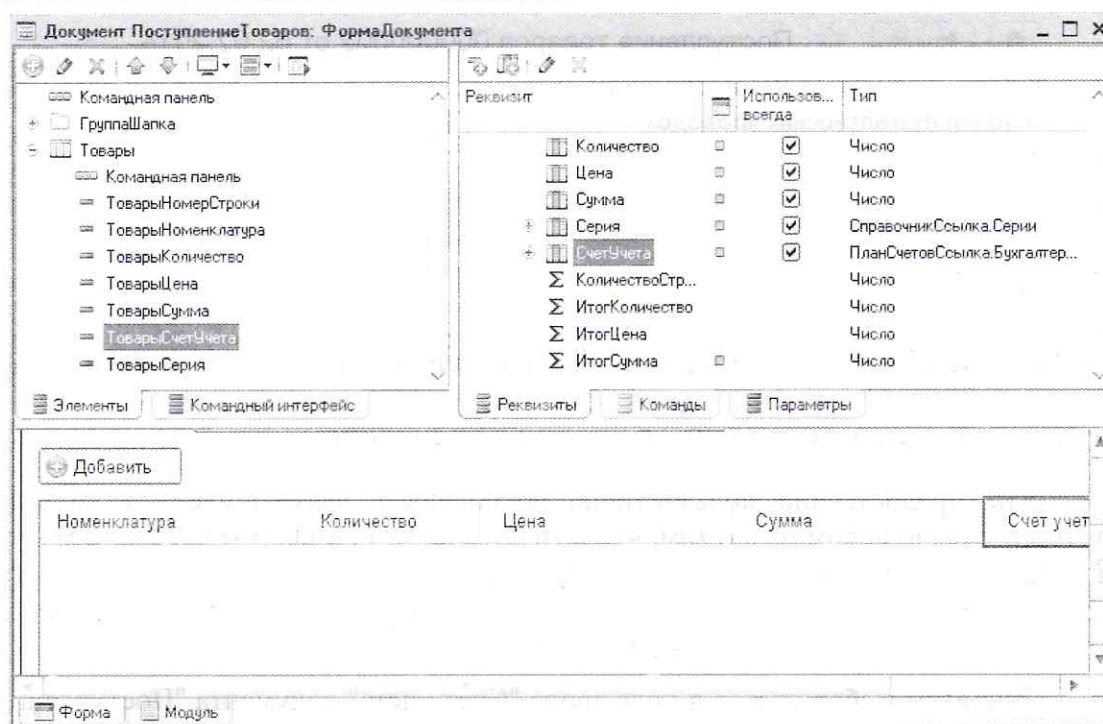 Документ ПоступлениеТоваров: ФормаДокумента
Командная панель
ГруппаШапка
Товары
Командная панель
ТоварыНомерСтроки
ТоварыНоменклатура
ТоварыКоличество
ТоварыЦена
ТоварыСумма
ТоварыСчетУчета
ТоварыСерия
Элементы
Командный интерфейс
Реквизит
Использов... всегда
Тип
Количество Число
Цена Число
Сумма Число
Серия СправочникСсылка.Серии
СчетУчета ПланСчетовСсылка.Бухгалтер...
КоличествоСтр... Число
ИтогКоличество Число
ИтогЦена Число
ИтогСумма Число
Реквизиты
Команды
Параметры
Добавить
Номенклатура Количество Цена Сумма Счет учет
Форма
Модуль